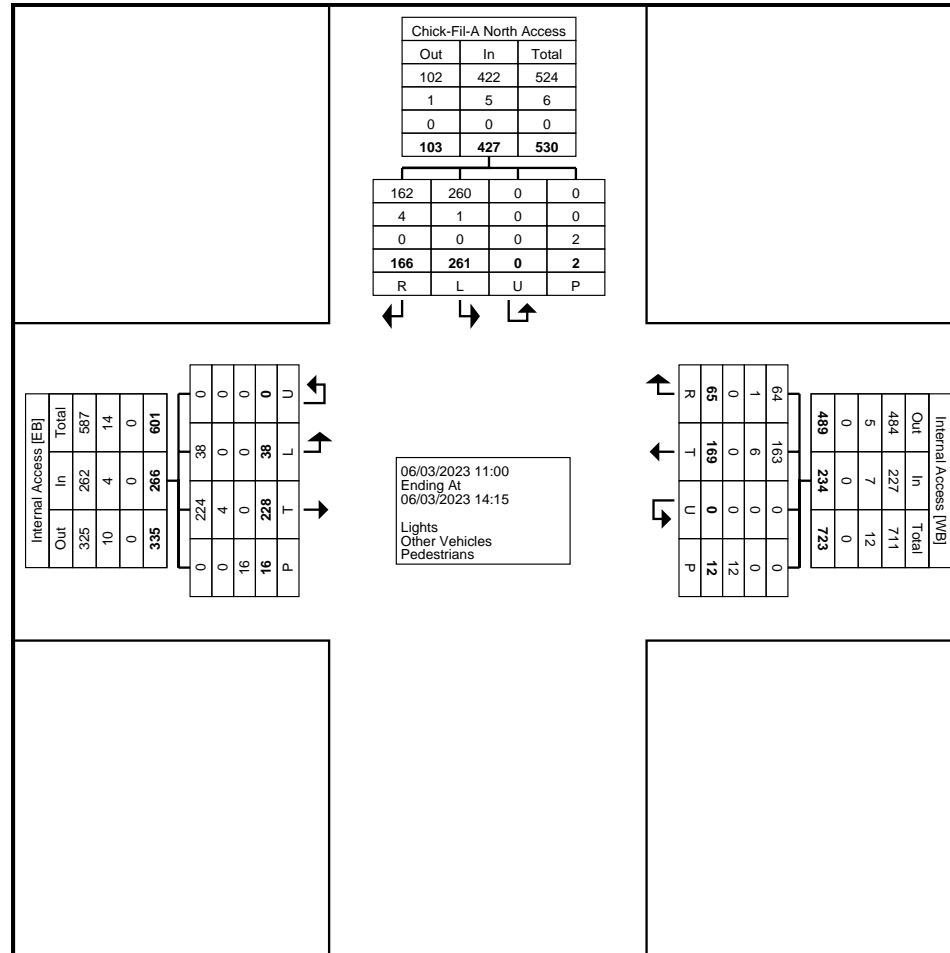 Chick-Fil-A North Access
Out In Total
102 422 524
1 5 6
0 0 0
103 427 530
162 260 0 0
4 1 0 0
0 0 0 2
166 261 0 2
R L U P
Internal Access [EB]
Total In Out
587 262 325
14 4 10
0 0 0
601 266 335
0 38 224 0
0 0 4 0
0 0 0 16
0 38 228 16
U L T P
06/03/2023 11:00
Ending At
06/03/2023 14:15
Lights
Other Vehicles
Pedestrians
Internal Access [WB]
Out In Total
484 227 711
5 7 12
0 0 0
489 234 723
64 163 0 0
1 6 0 0
0 0 0 12
65 169 0 12
R T U P